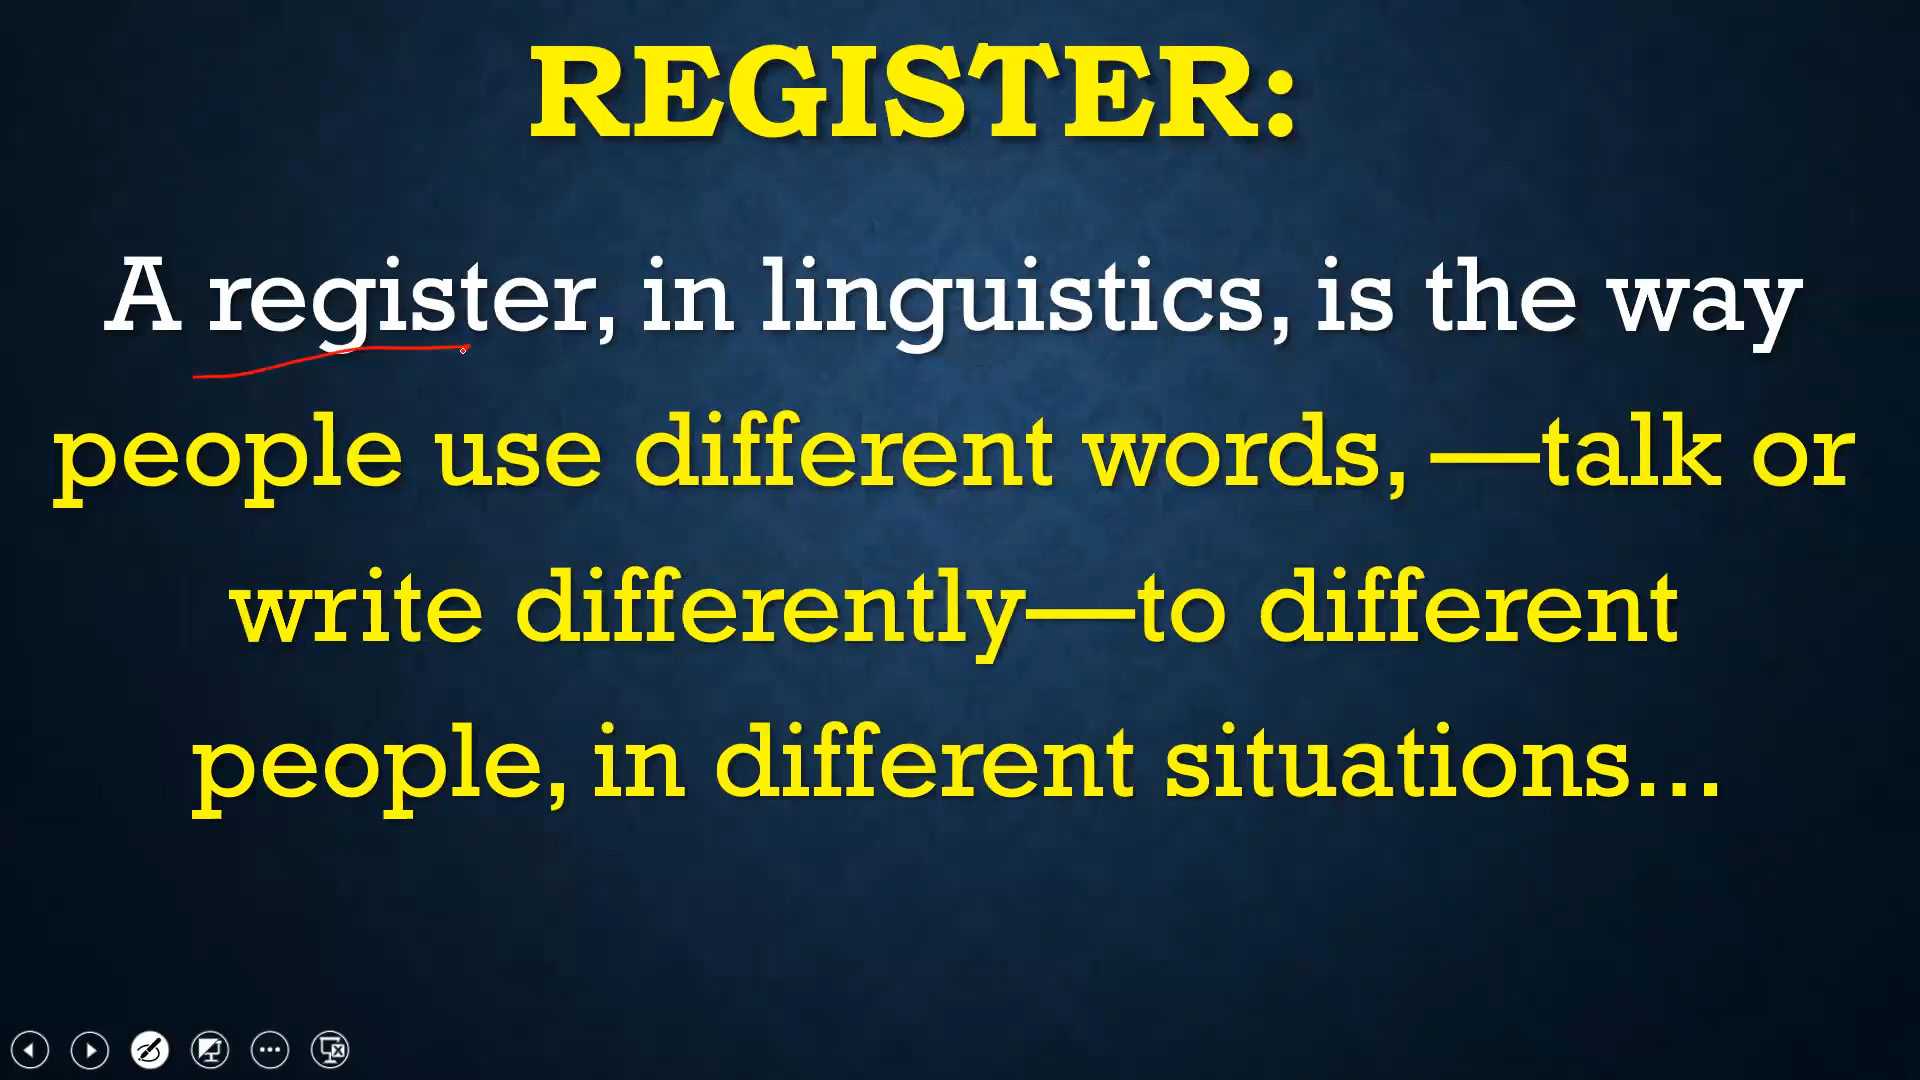 REGISTER:
A register, in linguistics, is the way
people use different words, —talk or
write differently—to different
people, in different situations...